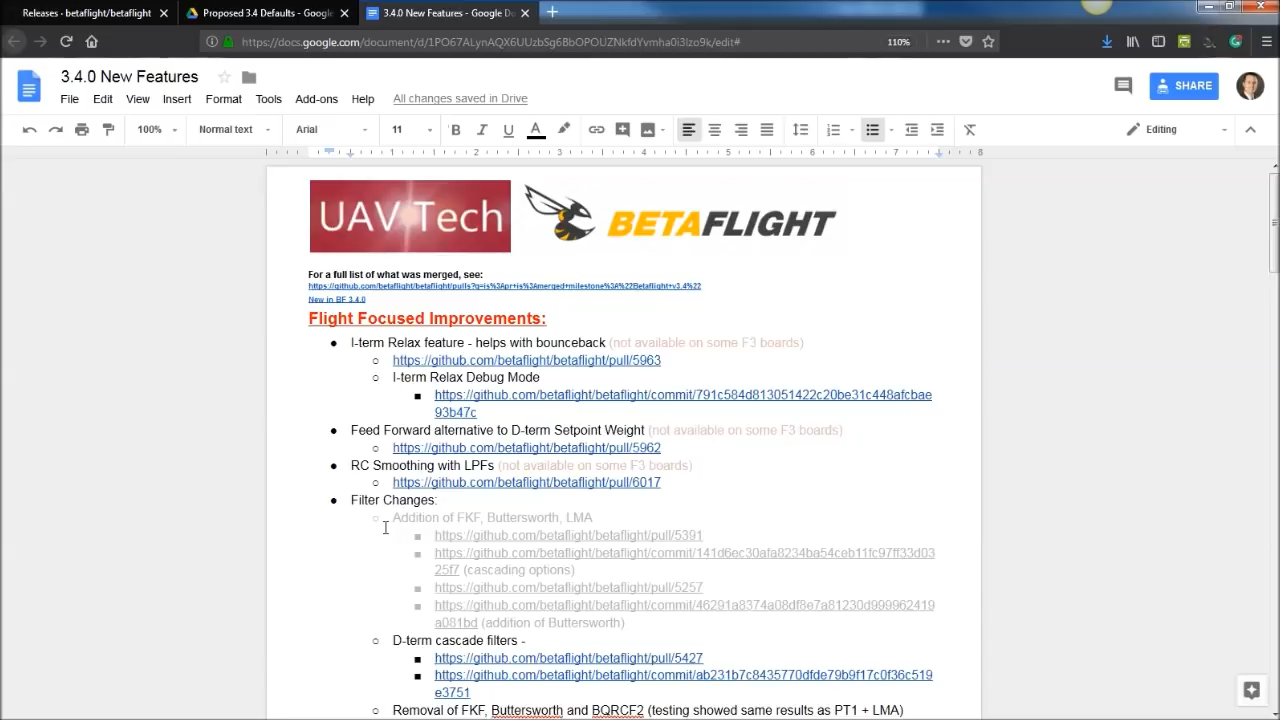 Releases · betaflight/betaflight
Proposed 3.4 Defaults - Google
3.4.0 New Features - Google Do
https://docs.google.com/document/d/1PO67ALynAQX6UUzbSg6BbOPOUZNkfdYvmha0i3lzo9k/edit#
110%
3.4.0 New Features
File Edit View Insert Format Tools Add-ons Help All changes saved in Drive
SHARE
100% Normal text Arial 11 B I U A Editing
1 2 3 4 5 6 7 8
UAV Tech BETAFLIGHT
For a full list of what was merged, see:
https://github.com/betaflight/betaflight/pulls?q=is%3Apr+is%3Amerged+milestone%3A%22Betaflight+v3.4%22
New in BF 3.4.0
Flight Focused Improvements:
● I-term Relax feature - helps with bounceback (not available on some F3 boards)
○ https://github.com/betaflight/betaflight/pull/5963
○ I-term Relax Debug Mode
■ https://github.com/betaflight/betaflight/commit/791c584d813051422c20be31c448afcbae
93b47c
● Feed Forward alternative to D-term Setpoint Weight (not available on some F3 boards)
○ https://github.com/betaflight/betaflight/pull/5962
● RC Smoothing with LPFs (not available on some F3 boards)
○ https://github.com/betaflight/betaflight/pull/6017
● Filter Changes:
○ Addition of FKF, Buttersworth, LMA
■ https://github.com/betaflight/betaflight/pull/5391
■ https://github.com/betaflight/betaflight/commit/141d6ec30afa8234ba54ceb11fc97ff33d03
25f7 (cascading options)
■ https://github.com/betaflight/betaflight/pull/5257
■ https://github.com/betaflight/betaflight/commit/46291a8374a08df8e7a81230d999962419
a081bd (addition of Buttersworth)
○ D-term cascade filters -
■ https://github.com/betaflight/betaflight/pull/5427
■ https://github.com/betaflight/betaflight/commit/ab231b7c8435770dfde79b9f17c0f36c519
e3751
○ Removal of FKF, Buttersworth and BQRCF2 (testing showed same results as PT1 + LMA)